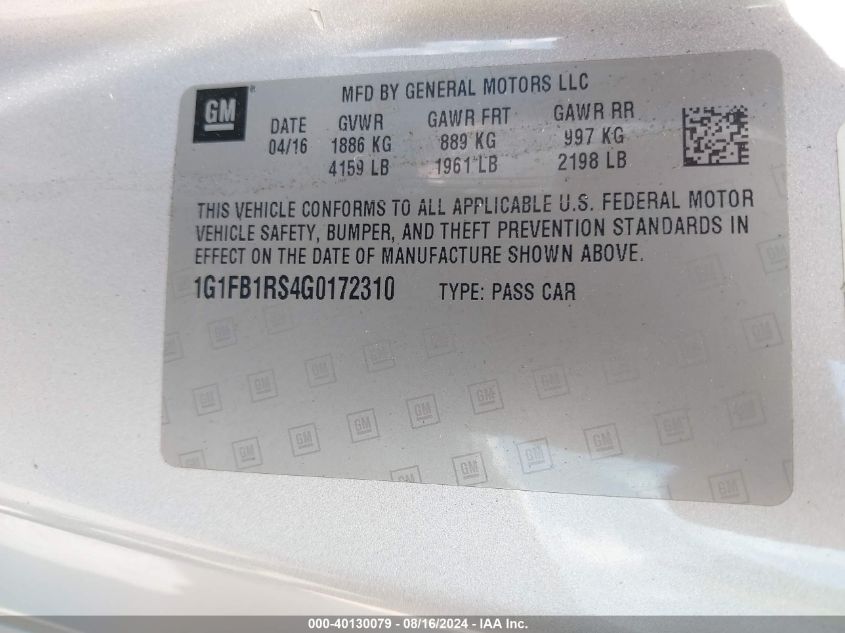 GM
MFD BY GENERAL MOTORS LLC
DATE GVWR GAWR FRT GAWR RR
04/16 1886 KG 889 KG 997 KG
4159 LB 1961 LB 2198 LB
THIS VEHICLE CONFORMS TO ALL APPLICABLE U.S. FEDERAL MOTOR
VEHICLE SAFETY, BUMPER, AND THEFT PREVENTION STANDARDS IN
EFFECT ON THE DATE OF MANUFACTURE SHOWN ABOVE.
1G1FB1RS4G0172310 TYPE: PASS CAR
000-40130079 - 08/16/2024 - IAA Inc.